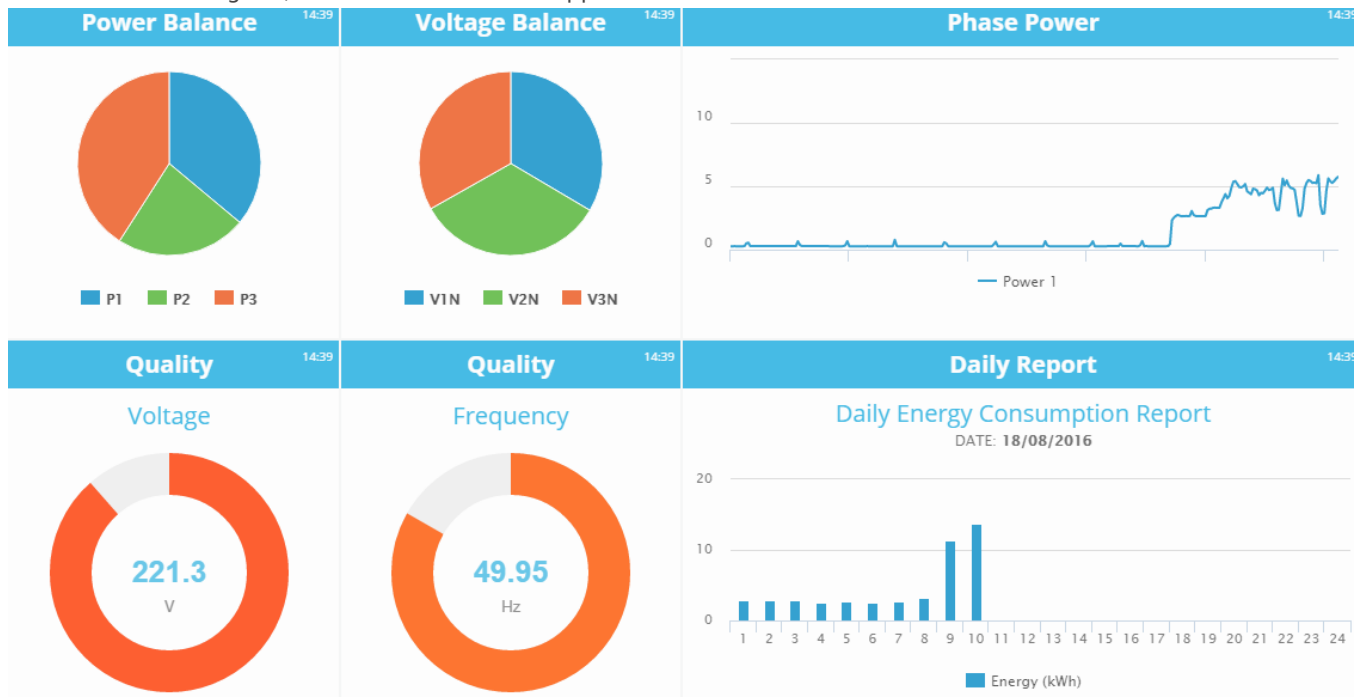 Power Balance 14:39
P1 P2 P3
Voltage Balance 14:39
V1N V2N V3N
Phase Power 14:39
10
5
0
Power 1
Quality 14:39
Voltage
221.3
V
Quality 14:39
Frequency
49.95
Hz
Daily Report 14:39
Daily Energy Consumption Report
DATE: 18/08/2016
20
10
0
1 2 3 4 5 6 7 8 9 10 11 12 13 14 15 16 17 18 19 20 21 22 23 24
Energy (kWh)